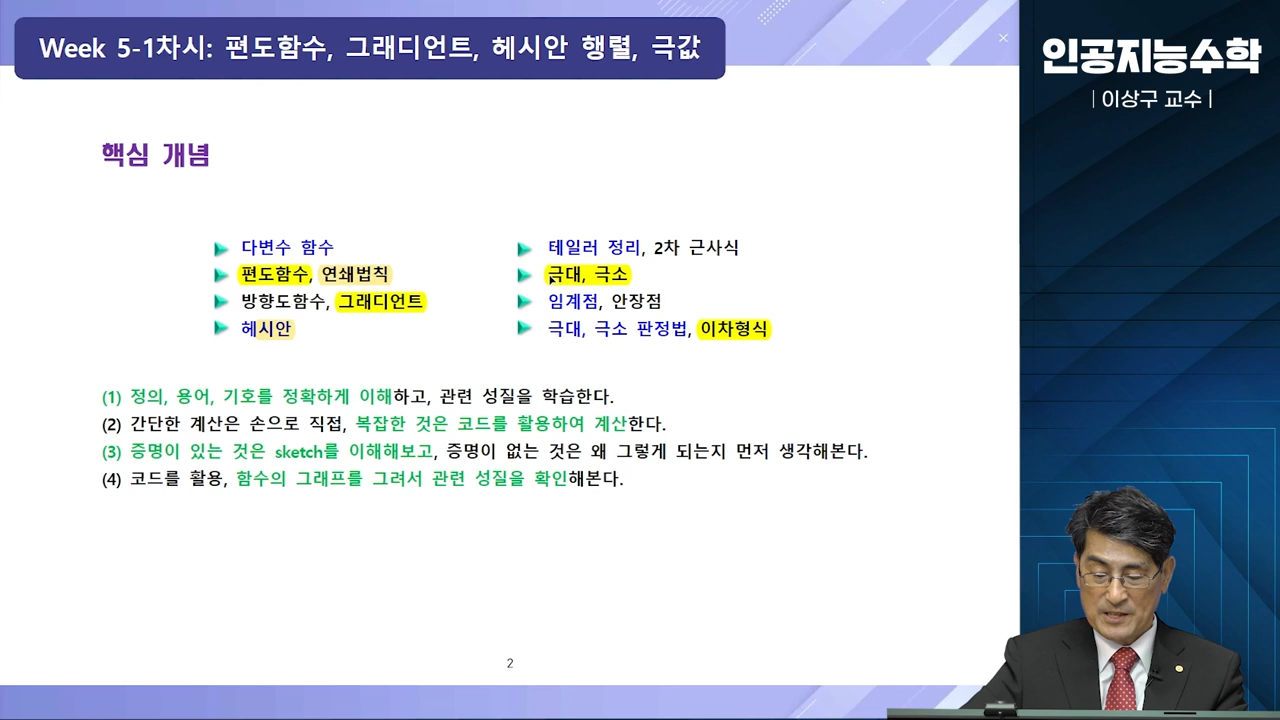 Week 5-1차시: 편도함수, 그래디언트, 헤시안 행렬, 극값
인공지능수학
| 이상구 교수 |
핵심 개념
다변수 함수
편도함수, 연쇄법칙
방향도함수, 그래디언트
헤시안
테일러 정리, 2차 근사식
극대, 극소
임계점, 안장점
극대, 극소 판정법, 이차형식
(1) 정의, 용어, 기호를 정확하게 이해하고, 관련 성질을 학습한다.
(2) 간단한 계산은 손으로 직접, 복잡한 것은 코드를 활용하여 계산한다.
(3) 증명이 있는 것은 sketch를 이해해보고, 증명이 없는 것은 왜 그렇게 되는지 먼저 생각해본다.
(4) 코드를 활용, 함수의 그래프를 그려서 관련 성질을 확인해본다.
2